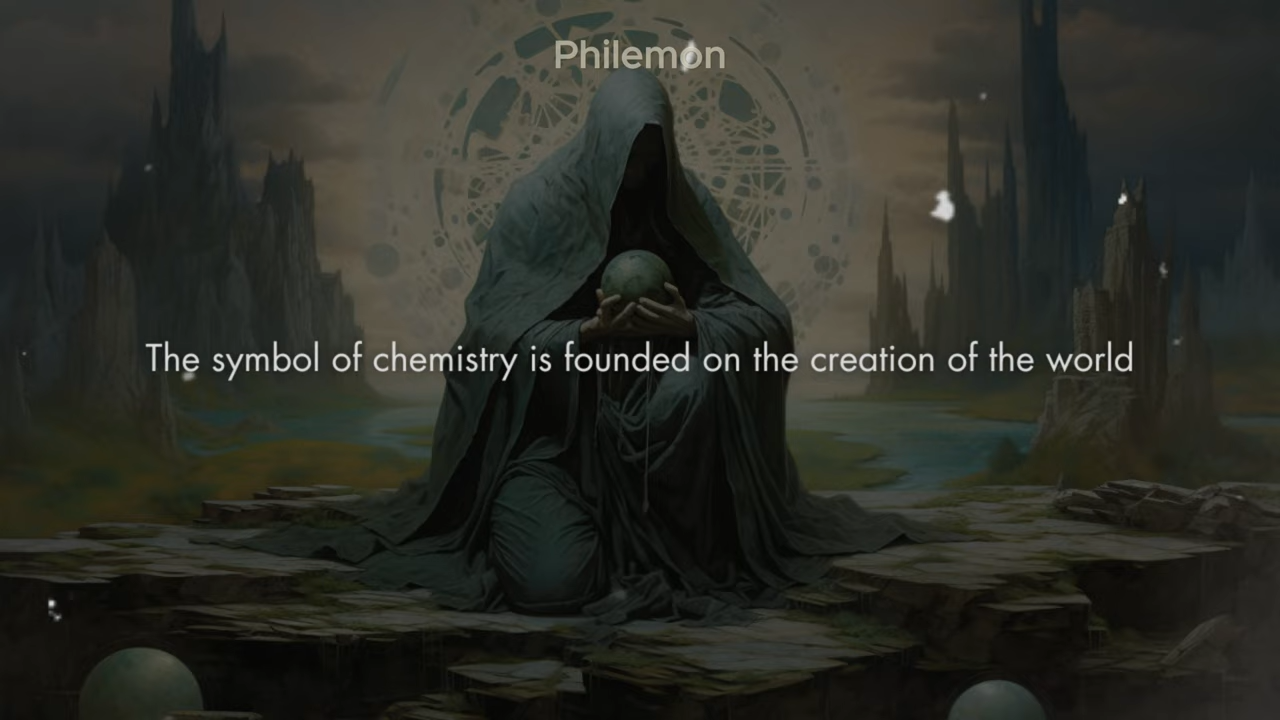 Philemon
The symbol of chemistry is founded on the creation of the world